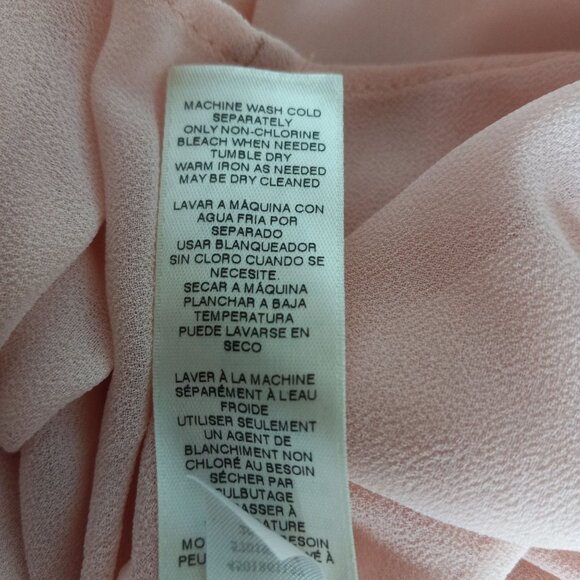 MACHINE WASH COLD
SEPARATELY
ONLY NON-CHLORINE
BLEACH WHEN NEEDED
TUMBLE DRY
WARM IRON AS NEEDED
MAY BE DRY CLEANED
LAVAR A MÁQUINA CON
AGUA FRIA POR
SEPARADO
USAR BLANQUEADOR
SIN CLORO CUANDO SE
NECESITE.
SECAR A MÁQUINA
PLANCHAR A BAJA
TEMPERATURA
PUEDE LAVARSE EN
SECO
LAVER À LA MACHINE
SÉPARÉMENT À L'EAU
FROIDE
UTILISER SEULEMENT
UN AGENT DE
BLANCHIMENT NON
CHLORÉ AU BESOIN
SÉCHER PAR
CULBUTAGE
BESOIN
À